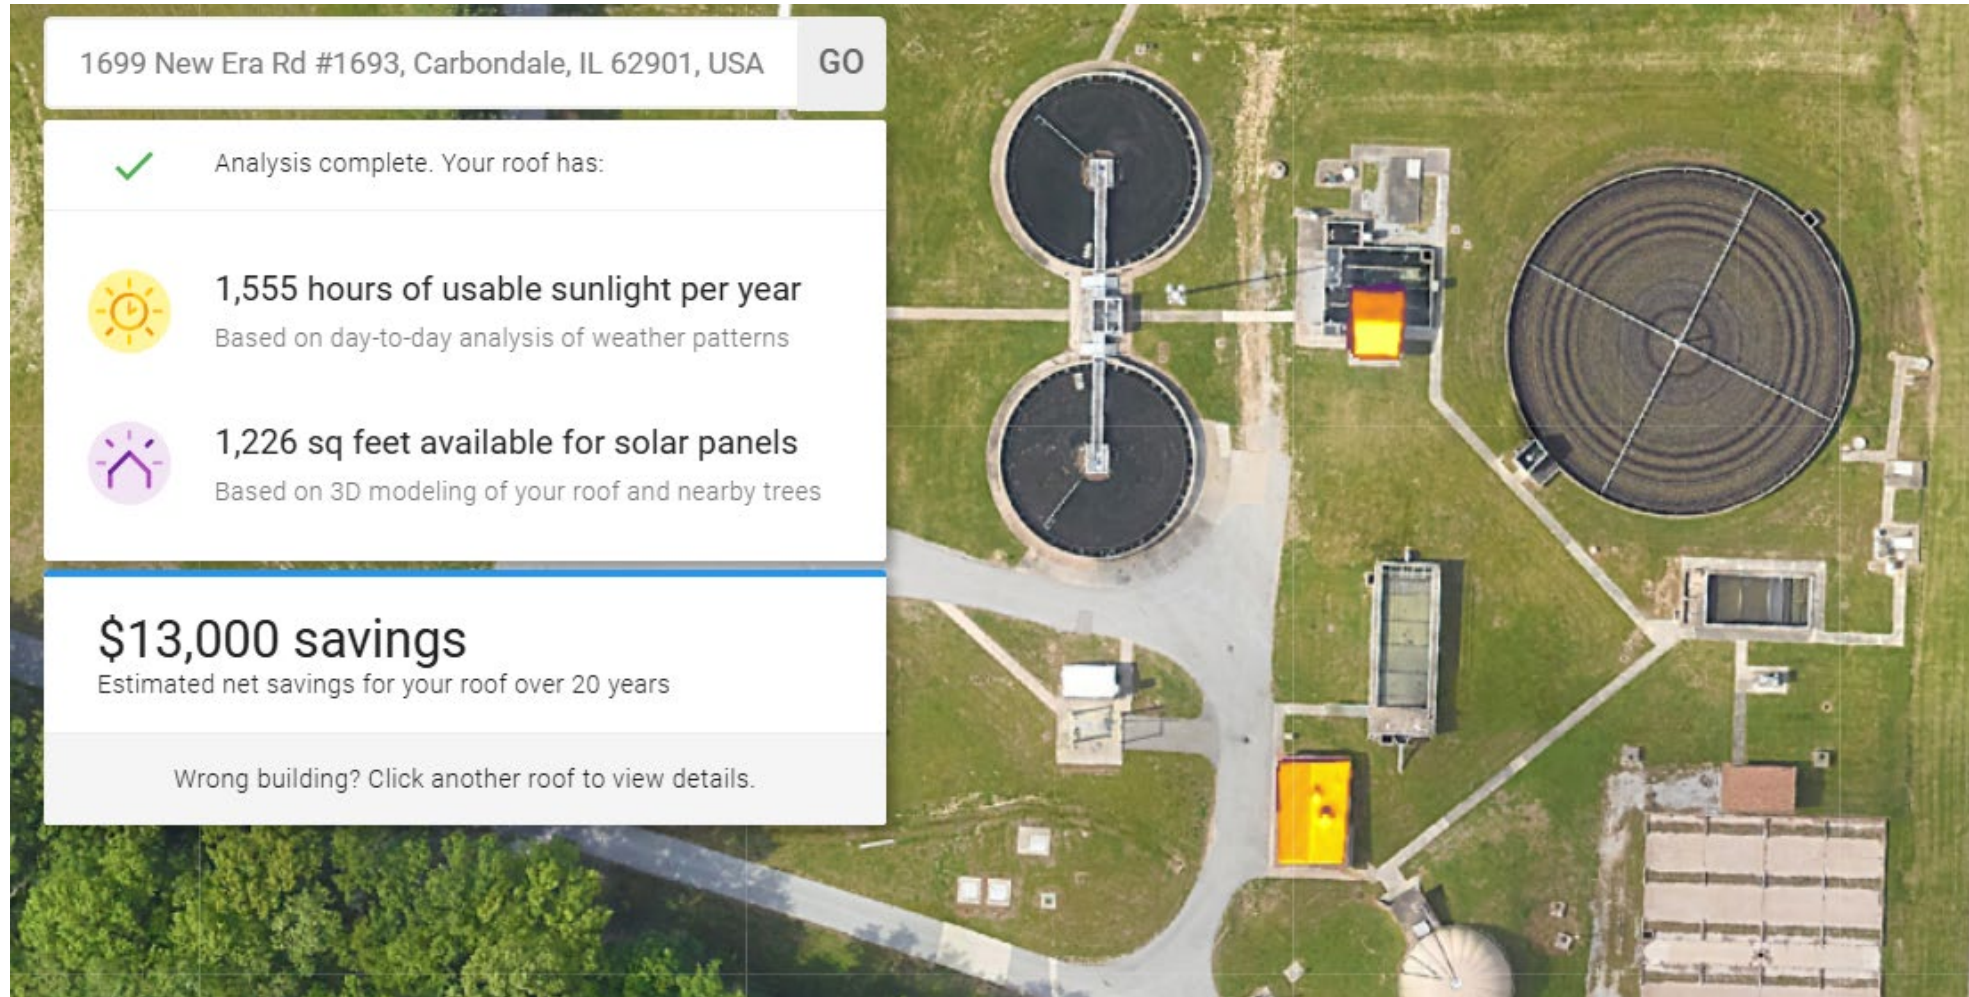 1699 New Era Rd #1693, Carbondale, IL 62901, USA GO
Analysis complete. Your roof has:
1,555 hours of usable sunlight per year
Based on day-to-day analysis of weather patterns
1,226 sq feet available for solar panels
Based on 3D modeling of your roof and nearby trees
$13,000 savings
Estimated net savings for your roof over 20 years
Wrong building? Click another roof to view details.